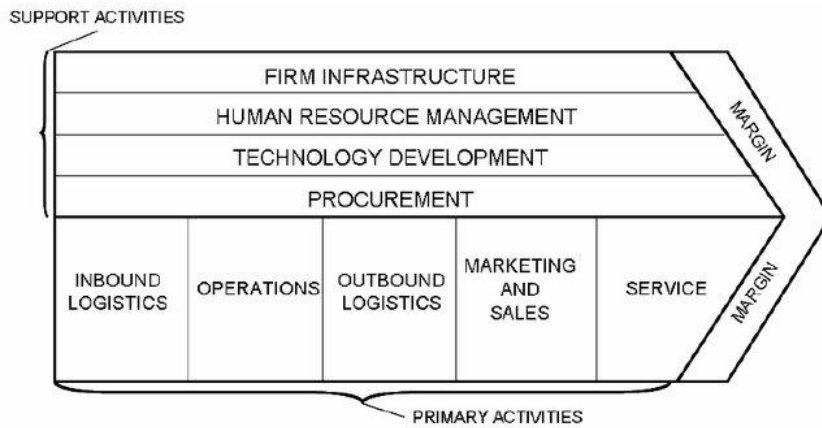 SUPPORT ACTIVITIES
FIRM INFRASTRUCTURE
HUMAN RESOURCE MANAGEMENT
TECHNOLOGY DEVELOPMENT
PROCUREMENT
MARGIN
INBOUND
LOGISTICS
OPERATIONS
OUTBOUND
LOGISTICS
MARKETING
AND
SALES
SERVICE
MARGIN
PRIMARY ACTIVITIES